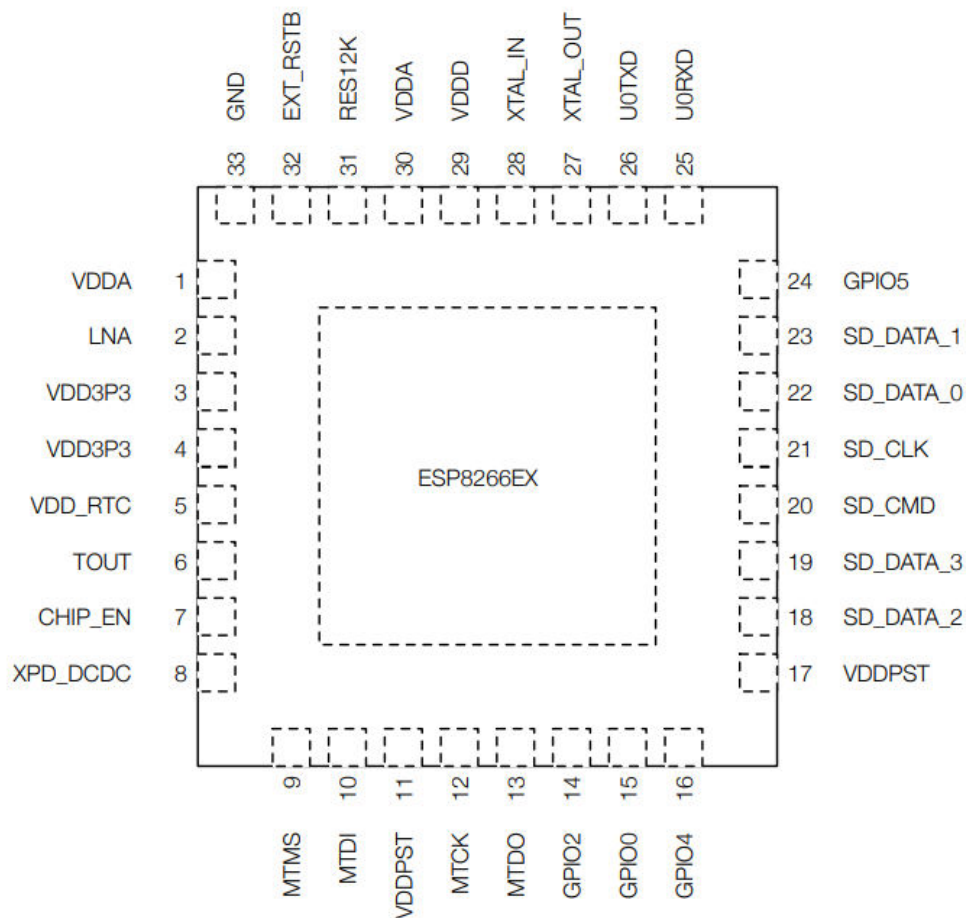 GND
EXT_RSTB
RES12K
VDDA
VDDD
XTAL_IN
XTAL_OUT
U0TXD
U0RXD
33
32
31
30
29
28
27
26
25
VDDA 1
LNA 2
VDD3P3 3
VDD3P3 4
VDD_RTC 5
TOUT 6
CHIP_EN 7
XPD_DCDC 8
ESP8266EX
24 GPIO5
23 SD_DATA_1
22 SD_DATA_0
21 SD_CLK
20 SD_CMD
19 SD_DATA_3
18 SD_DATA_2
17 VDDPST
9
10
11
12
13
14
15
16
MTMS
MTDI
VDDPST
MTCK
MTDO
GPIO2
GPIO0
GPIO4